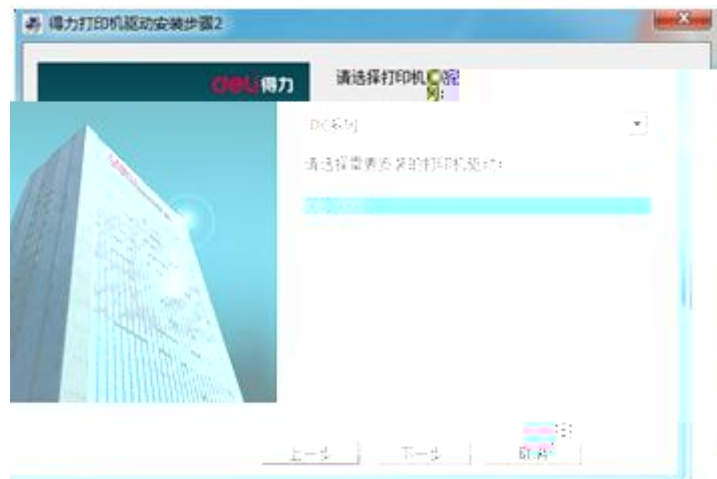 得力打印机驱动安装步骤2
deli得力
请选择打印机
请选择需要安装的打印机驱动:
上一步
下一步
取消